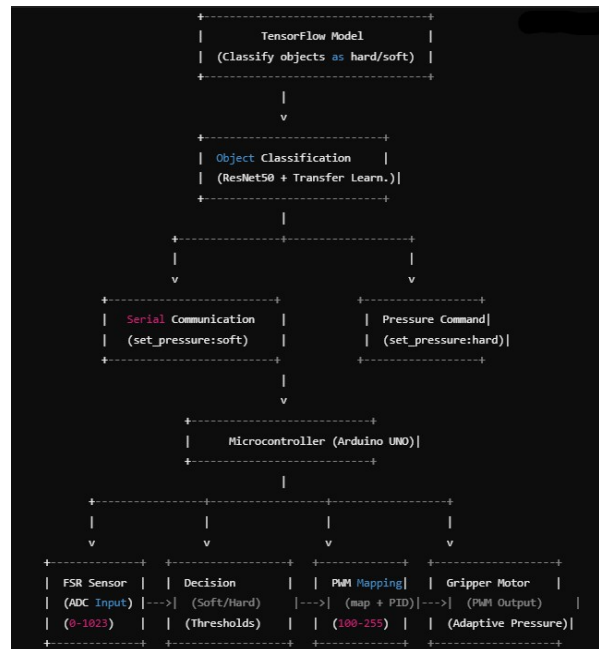 TensorFlow Model
(Classify objects as hard/soft)
Object Classification
(ResNet50 + Transfer Learn.)
Serial Communication
(set_pressure:soft)
Pressure Command
(set_pressure:hard)
Microcontroller (Arduino UNO)
FSR Sensor
(ADC Input)
(0-1023)
Decision
(Soft/Hard)
(Thresholds)
PWM Mapping
(map + PID)
(100-255)
Gripper Motor
(PWM Output)
(Adaptive Pressure)